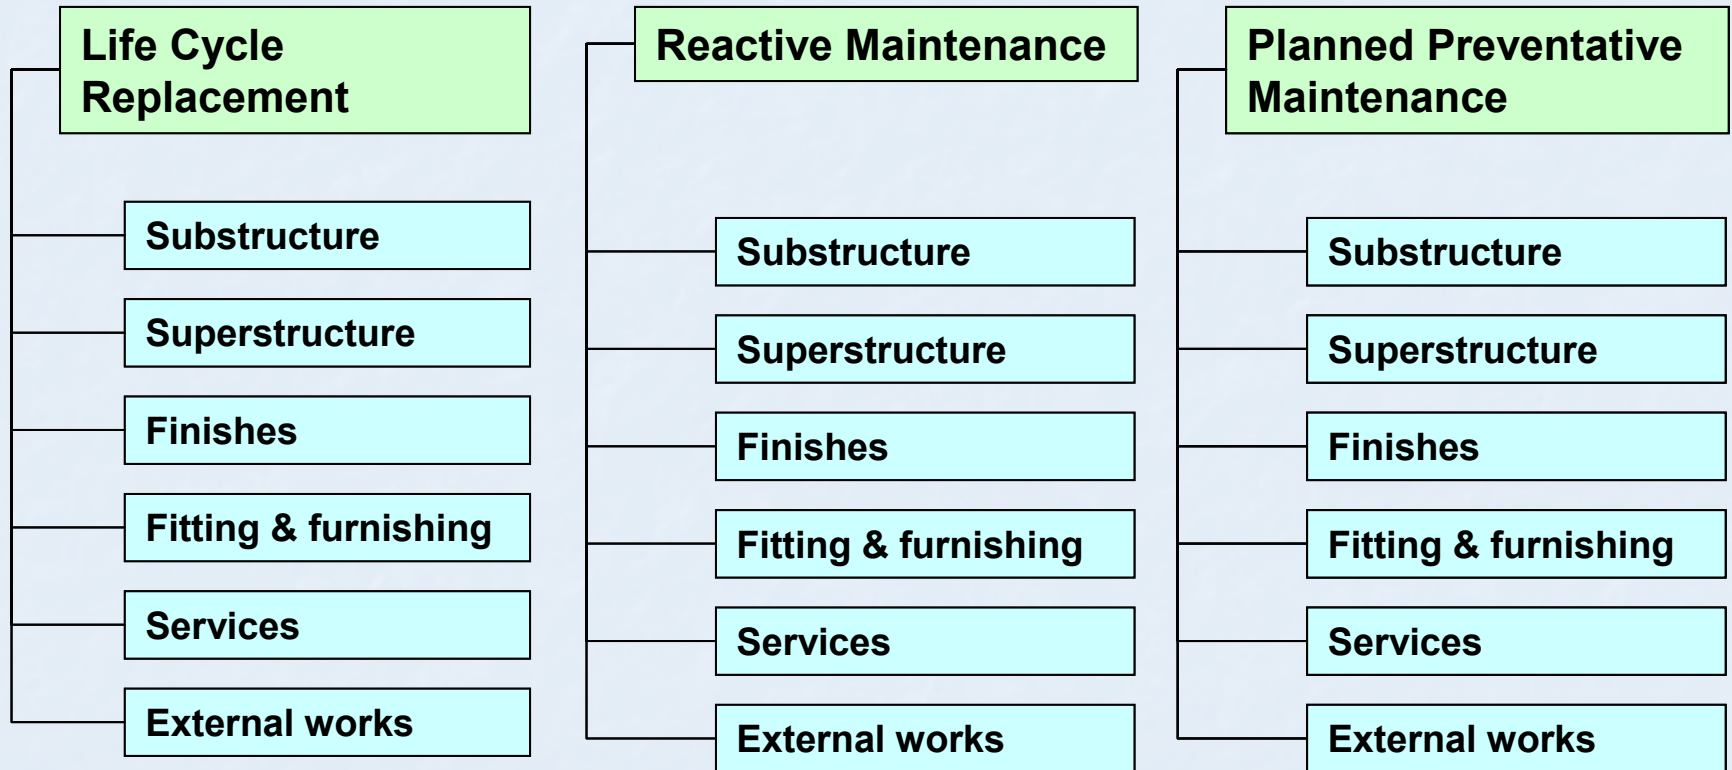 Life Cycle
Replacement
Substructure
Superstructure
Finishes
Fitting & furnishing
Services
External works
Reactive Maintenance
Substructure
Superstructure
Finishes
Fitting & furnishing
Services
External works
Planned Preventative
Maintenance
Substructure
Superstructure
Finishes
Fitting & furnishing
Services
External works